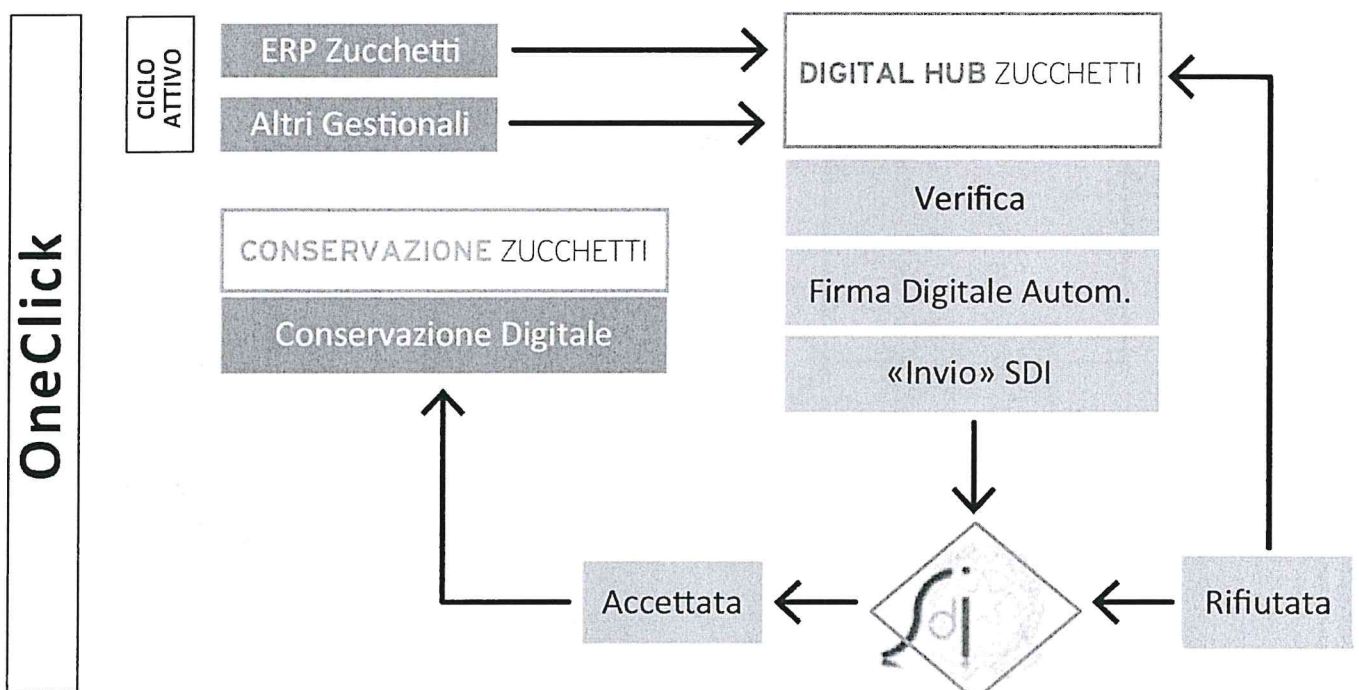 OneClick
CICLO
ATTIVO
ERP Zucchetti
Altri Gestionali
DIGITAL HUB ZUCCHETTI
Verifica
Firma Digitale Autom.
«Invio» SDI
CONSERVAZIONE ZUCCHETTI
Conservazione Digitale
Accettata
Sdi
Rifiutata